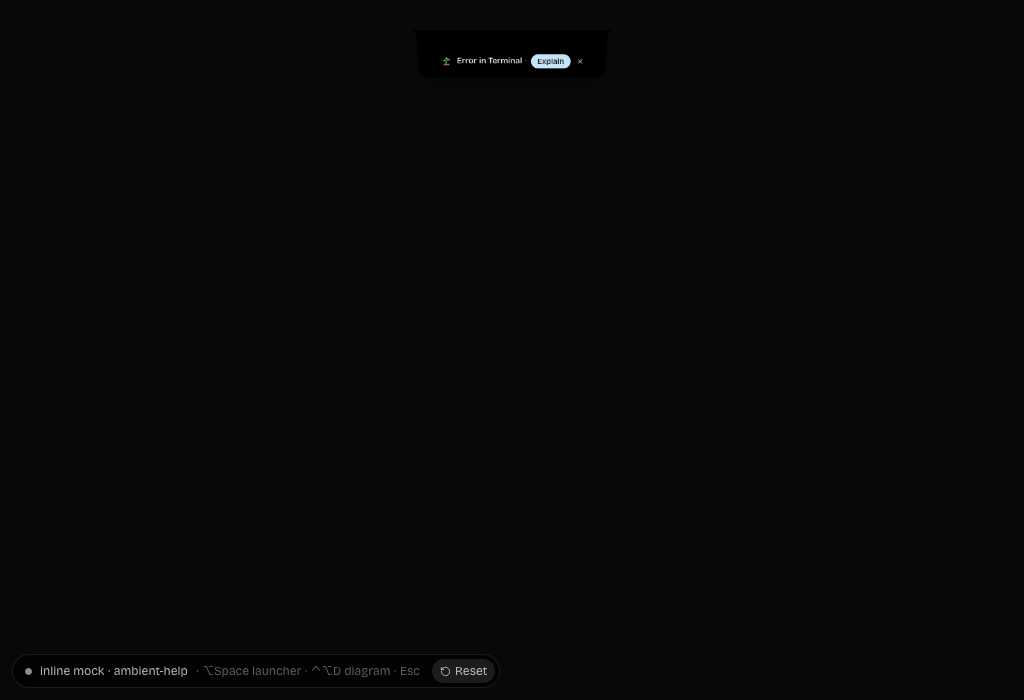 Error in Terminal · Explain ×
inline mock · ambient-help · ⌥Space launcher · ^⌥D diagram · Esc Reset